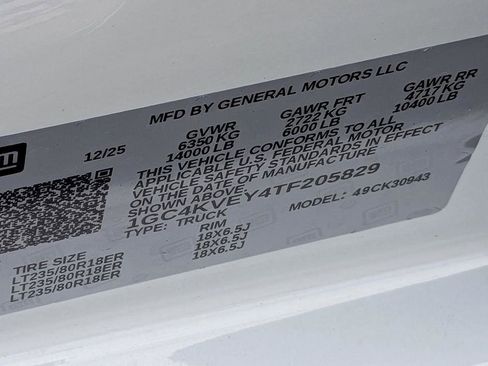 MFD BY GENERAL MOTORS LLC
12/25 GVWR GAWR FRT GAWR RR
6350 KG 2722 KG 4717 KG
14000 LB 6000 LB 10400 LB
THIS VEHICLE CONFORMS TO ALL
APPLICABLE U.S. FEDERAL MOTOR
VEHICLE SAFETY STANDARDS IN EFFECT
ON THE DATE OF MANUFACTURE
SHOWN ABOVE.
1GC4KVEY4TF205829
TYPE: TRUCK MODEL: 49CK30943
TIRE SIZE RIM
LT235/80R18ER 18X6.5J
LT235/80R18ER 18X6.5J
LT235/80R18ER 18X6.5J